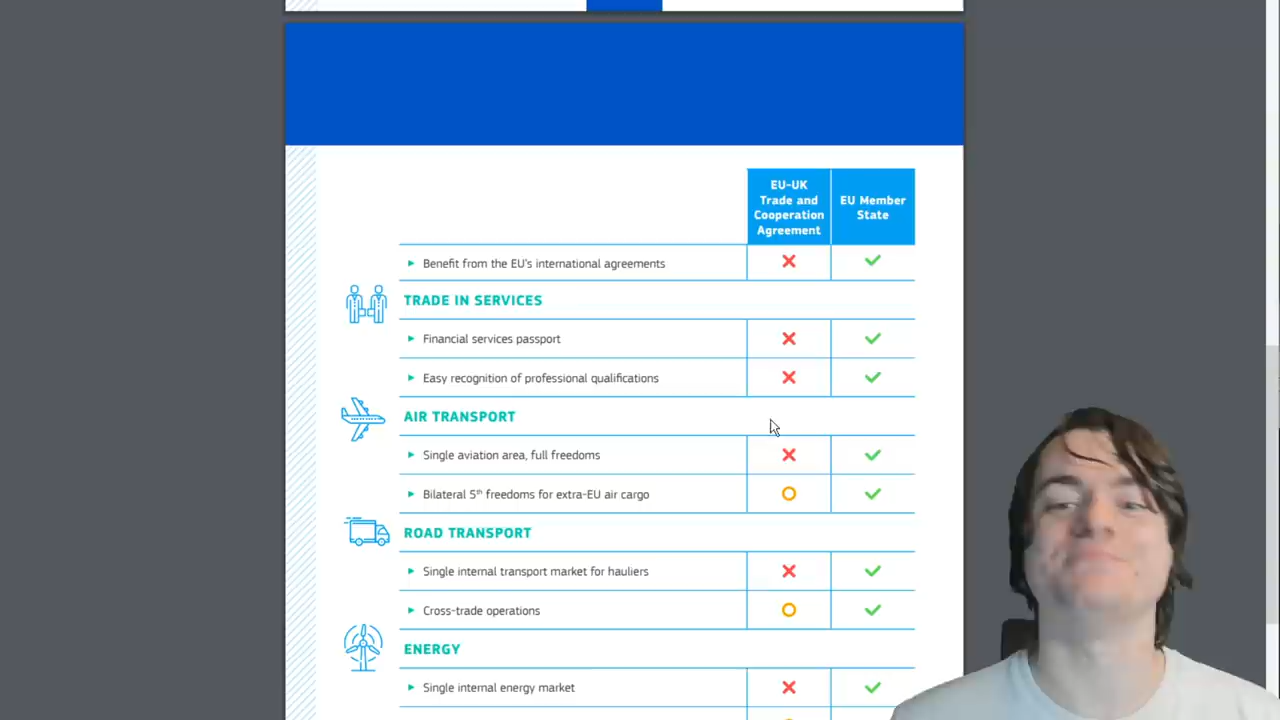 EU-UK
Trade and
Cooperation
Agreement
EU Member
State
Benefit from the EU's international agreements
TRADE IN SERVICES
Financial services passport
Easy recognition of professional qualifications
AIR TRANSPORT
Single aviation area, full freedoms
Bilateral 5th freedoms for extra-EU air cargo
ROAD TRANSPORT
Single internal transport market for hauliers
Cross-trade operations
ENERGY
Single internal energy market